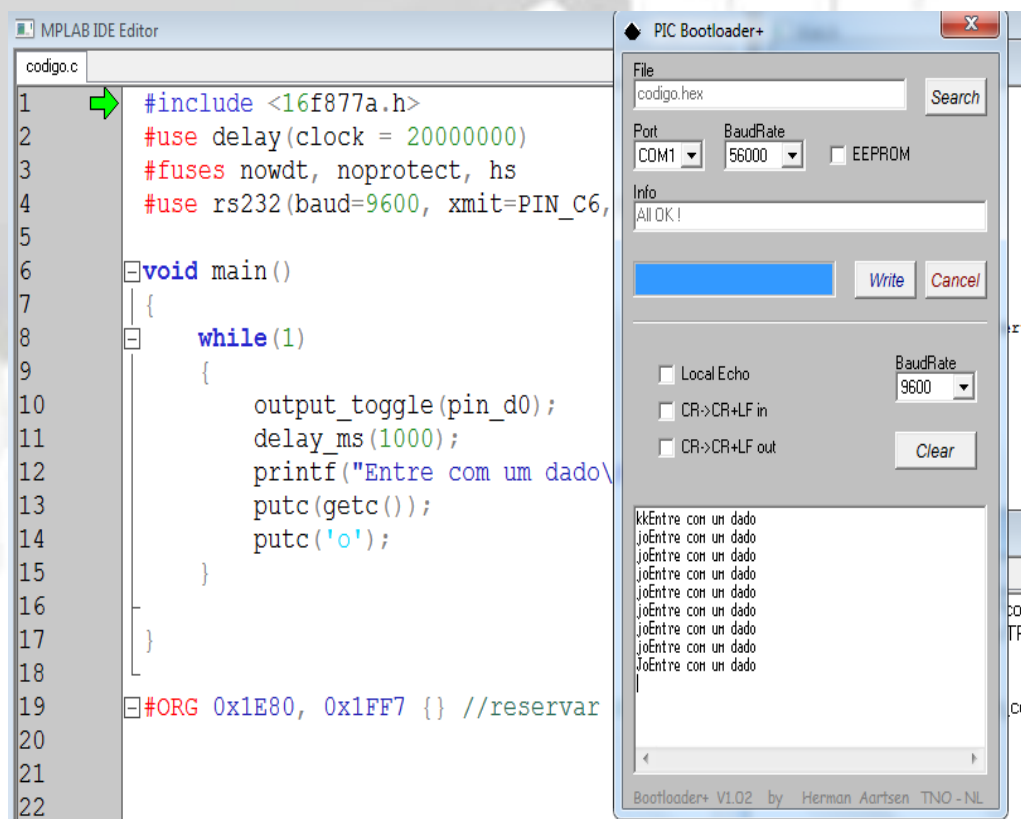 MPLAB IDE Editor
codigo.c
1 #include <16f877a.h>
2 #use delay(clock = 20000000)
3 #fuses nowdt, noprotect, hs
4 #use rs232(baud=9600, xmit=PIN_C6,
5
6 void main()
7 {
8 while(1)
9 {
10 output_toggle(pin_d0);
11 delay_ms(1000);
12 printf("Entre com um dado\
13 putc(getc());
14 putc('o');
15 }
16
17 }
18
19 #ORG 0x1E80, 0x1FF7 {} //reservar
20
21
22
PIC Bootloader+
X
File
codigo.hex
Search
Port BaudRate
COM1 56000 EEPROM
Info
All OK !
Write Cancel
Local Echo
BaudRate
9600
CR->CR+LF in
CR->CR+LF out
Clear
kkEntre com um dado
joEntre com um dado
joEntre com um dado
joEntre com um dado
joEntre com um dado
joEntre com um dado
joEntre com um dado
joEntre com um dado
JoEntre com um dado
Bootloader+ V1.02 by Herman Aartsen TNO - NL